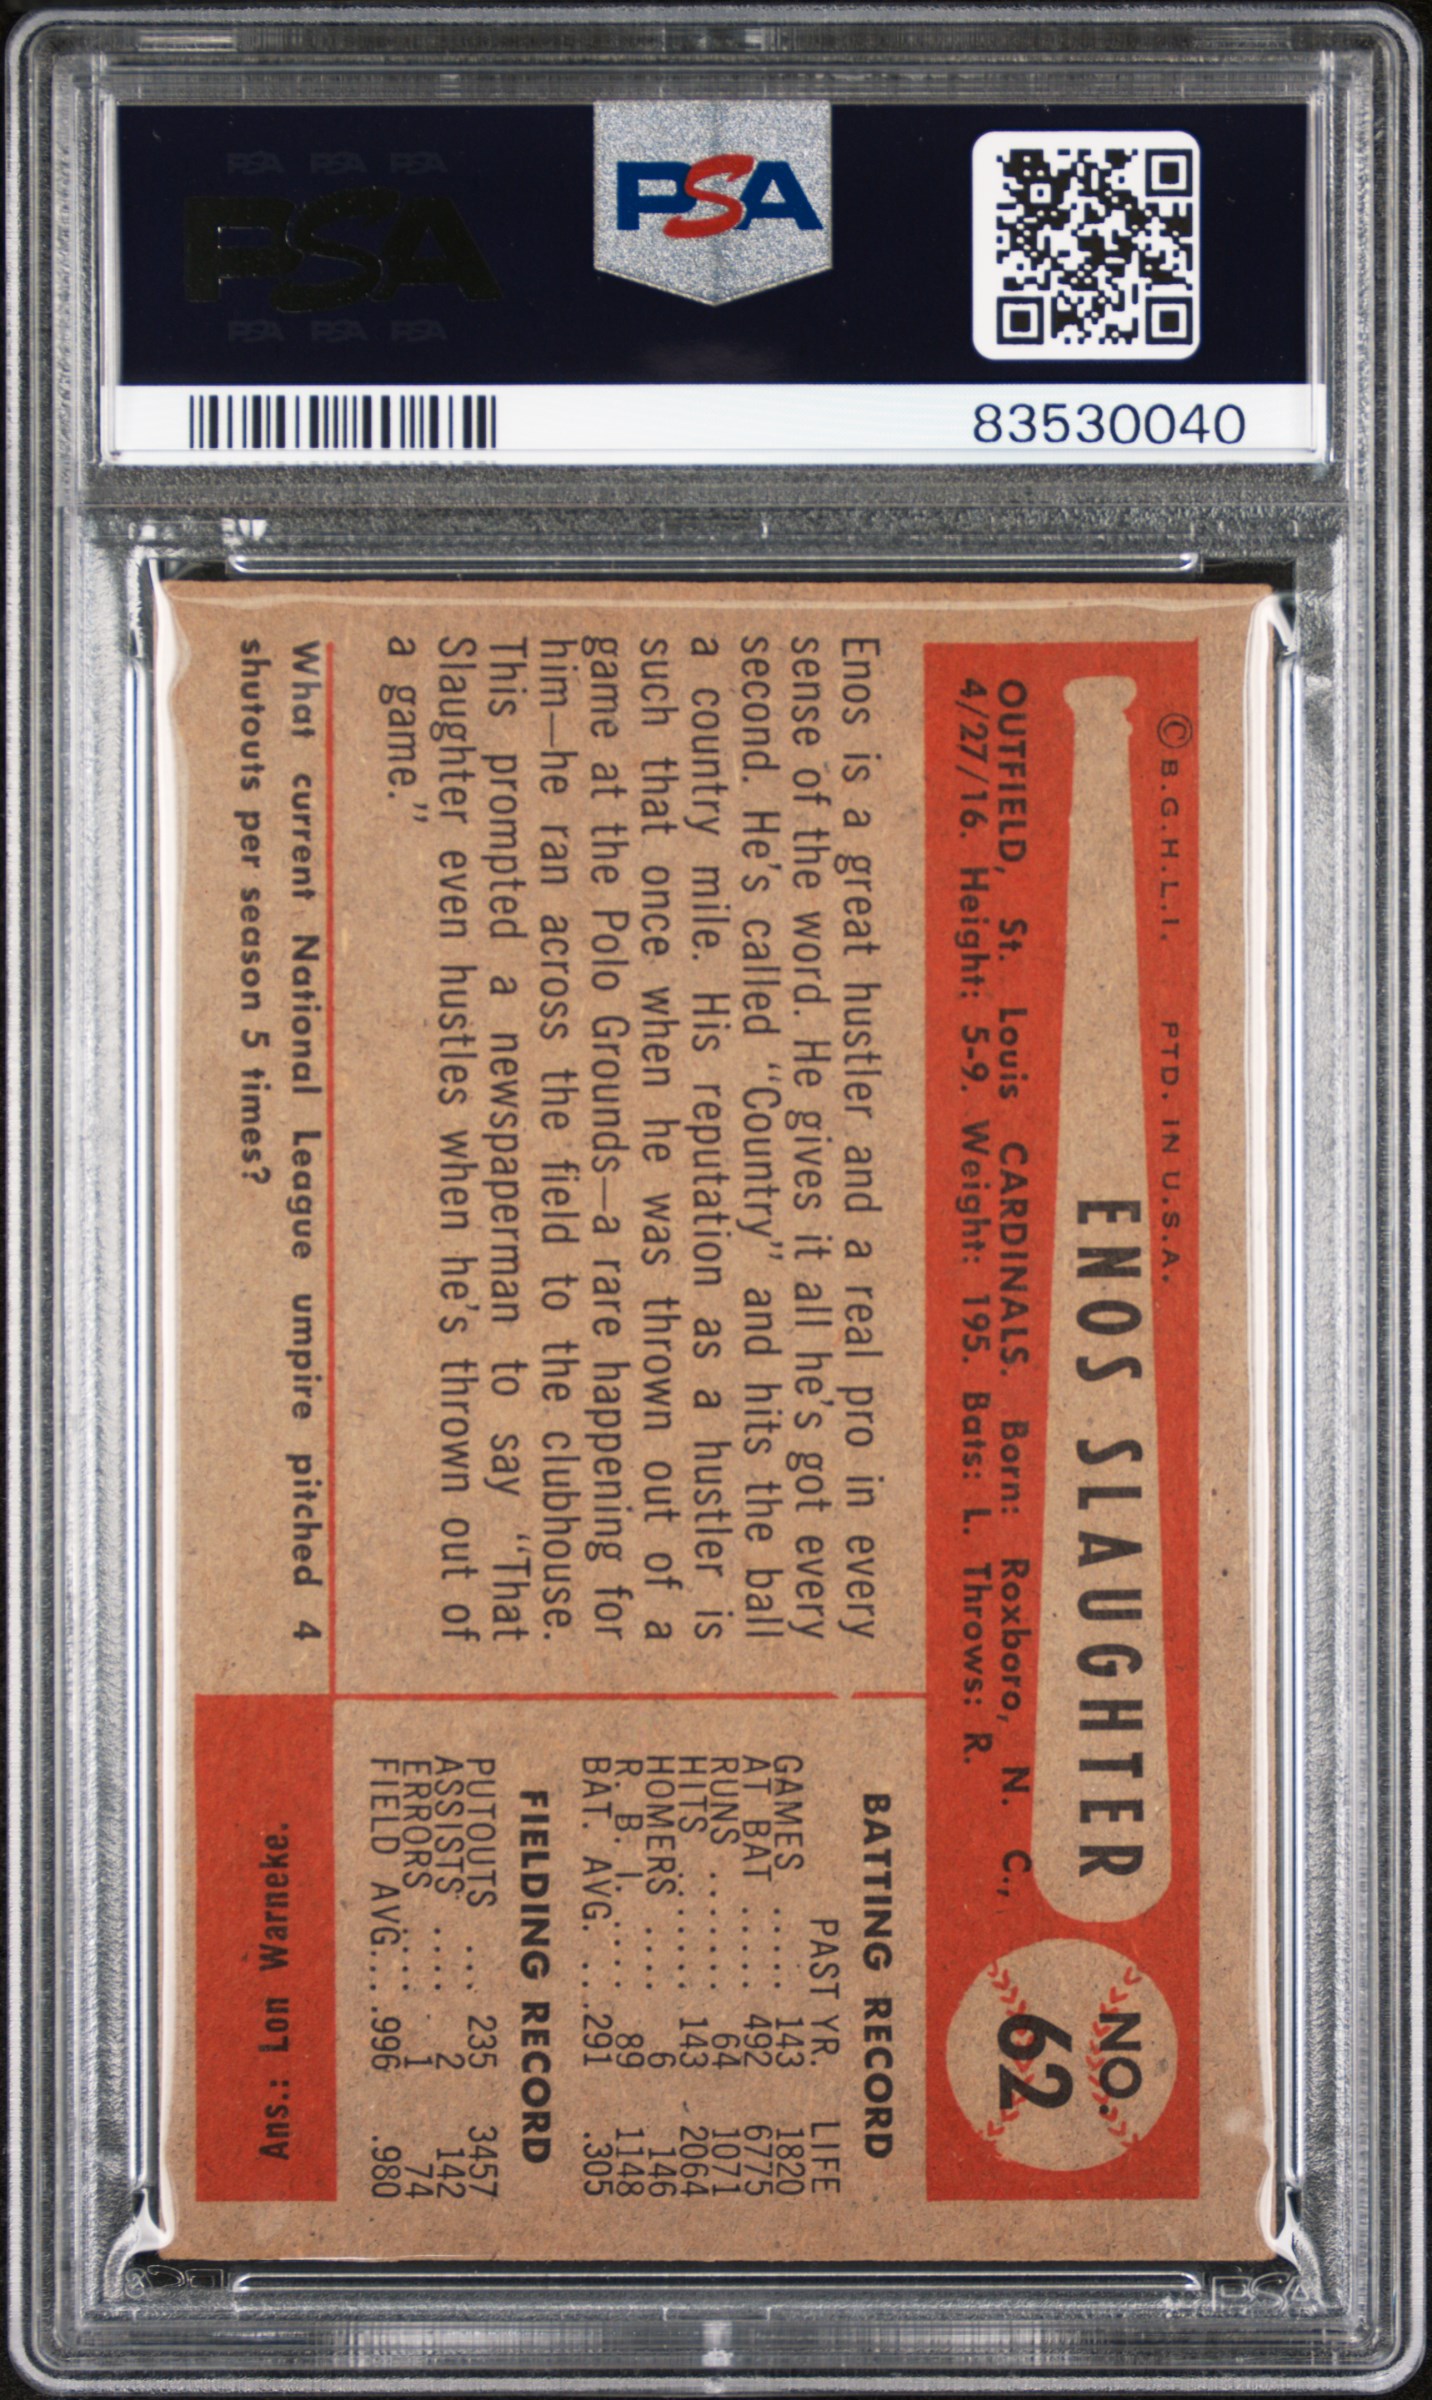 PSA PSA PSA
PSA
PSA PSA PSA
PSA
83530040
© B.G.H.L.I. PTD. IN U.S.A.
ENOS SLAUGHTER
NO.
62
OUTFIELD, St. Louis CARDINALS. Born: Roxboro, N. C.,
4/27/16. Height: 5-9. Weight: 195. Bats: L. Throws: R.
Enos is a great hustler and a real pro in every
sense of the word. He gives it all he's got every
second. He's called "Country" and hits the ball
a country mile. His reputation as a hustler is
such that once when he was thrown out of a
game at the Polo Grounds—a rare happening for
him—he ran across the field to the clubhouse.
This prompted a newspaperman to say "That
Slaughter even hustles when he's thrown out of
a game."
BATTING RECORD
PAST YR. LIFE
GAMES ..... 143 1820
AT BAT ..... 492 6775
RUNS ...... 64 1071
HITS ...... 143 2064
HOMERS .... 6 146
R. B. I. .... 89 1148
BAT. AVG. ... .291 .305
FIELDING RECORD
PUTOUTS ... 235 3457
ASSISTS .... 2 142
ERRORS .... 1 74
FIELD AVG. .. .996 .980
What current National League umpire pitched 4
shutouts per season 5 times?
Ans.: Lon Warneke.
PSA